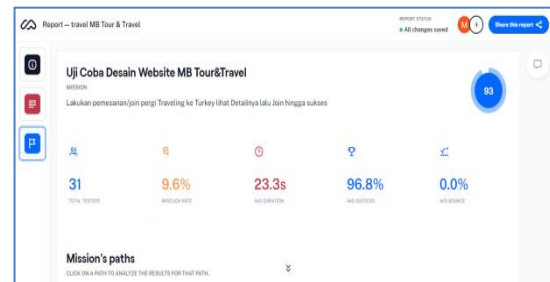 Report — travel MB Tour & Travel
REPORT STATUS
All changes saved
M
+
Share this report
Uji Coba Desain Website MB Tour&Travel
MISSION
Lakukan pemesanan/join pergi Traveling ke Turkey lihat Detailnya lalu Join hingga sukses
93
31
9.6%
23.3s
96.8%
0.0%
TOTAL TESTERS
MISCLICK RATE
AVG DURATION
AVG SUCCESS
AVG BOUNCE
Mission's paths
CLICK ON A PATH TO ANALYZE THE RESULTS FOR THAT PATH.